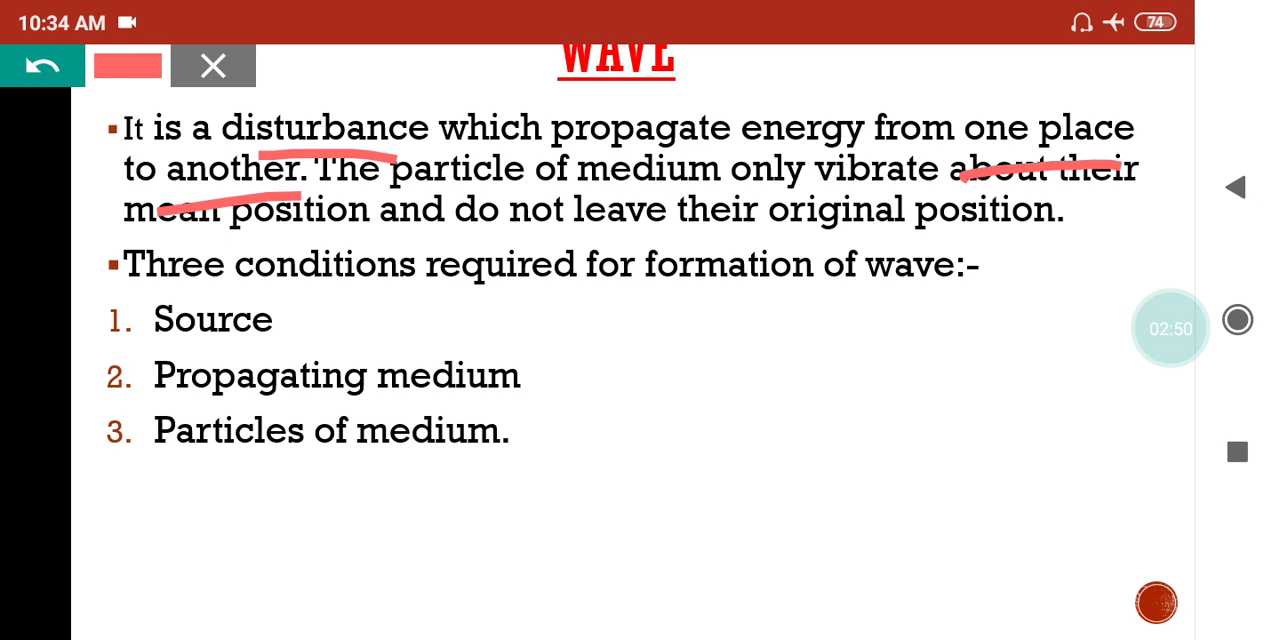 10:34 AM
74
WAVE
▪It is a disturbance which propagate energy from one place
to another. The particle of medium only vibrate about their
mean position and do not leave their original position.
▪Three conditions required for formation of wave:-
1. Source
02:50
2. Propagating medium
3. Particles of medium.